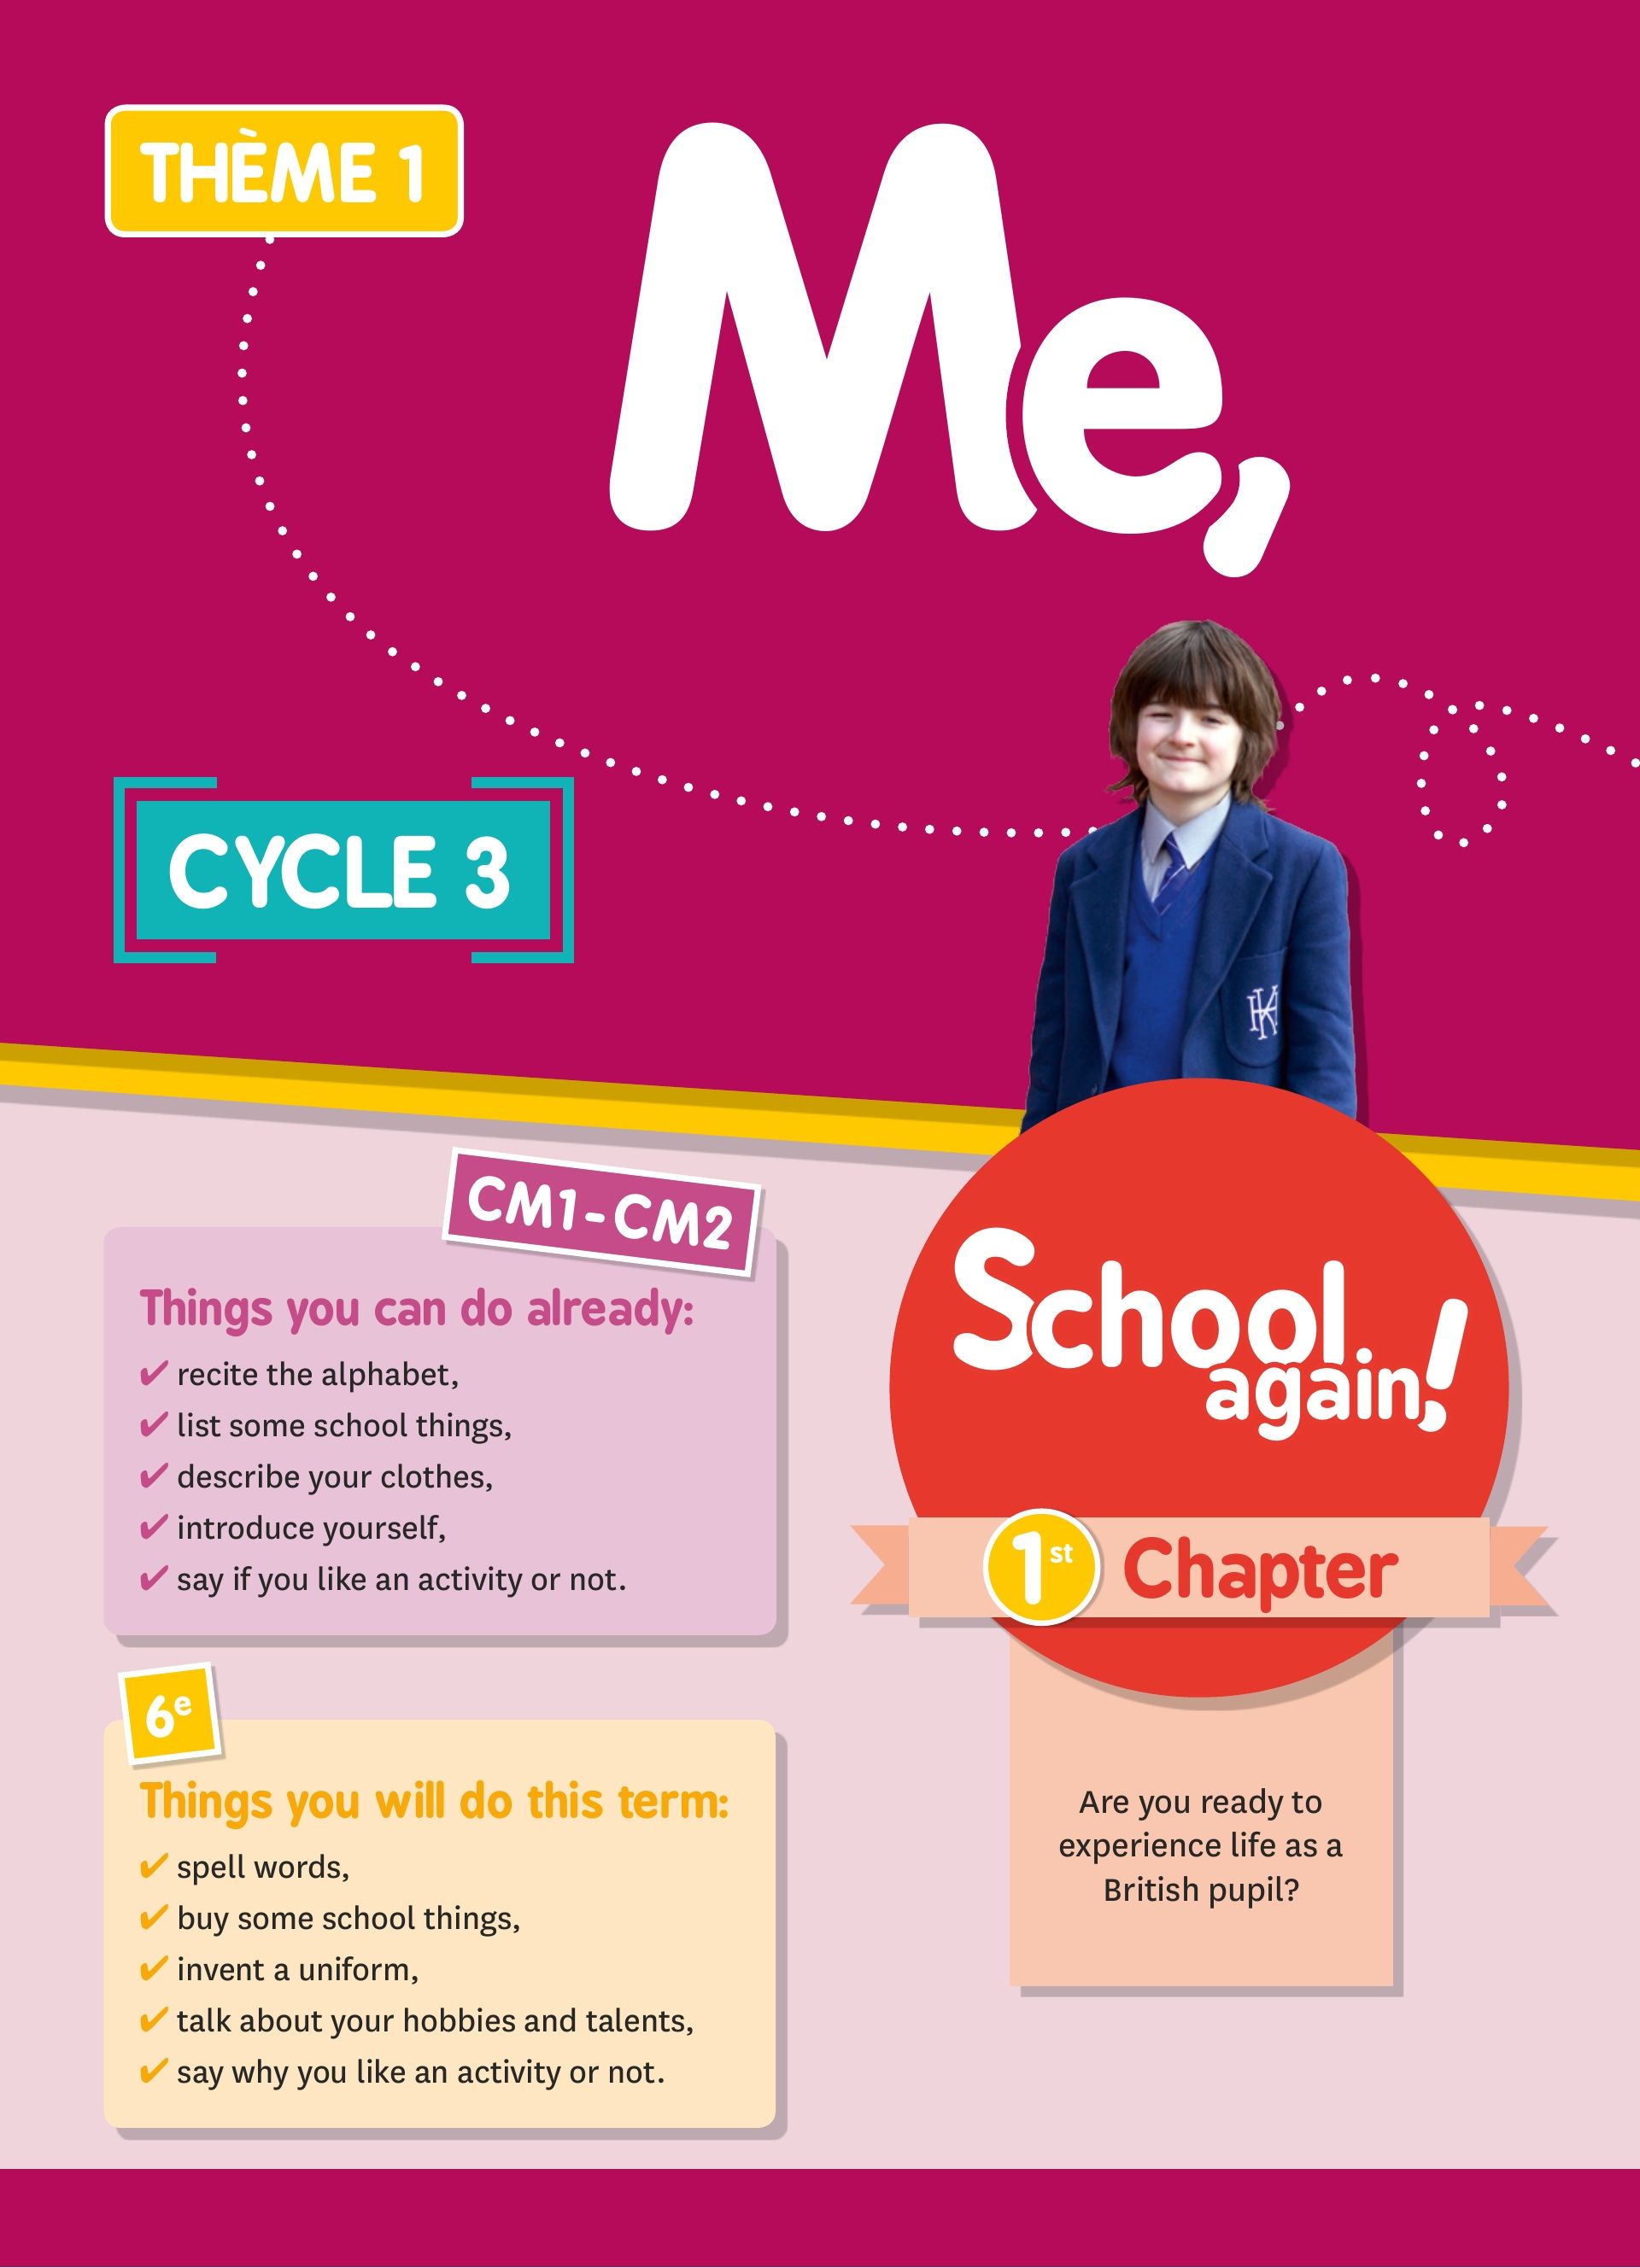 THÈME 1
Me,
CYCLE 3
CM1-CM2
Things you can do already:
✔ recite the alphabet,
✔ list some school things,
✔ describe your clothes,
✔ introduce yourself,
✔ say if you like an activity or not.
6e
Things you will do this term:
✔ spell words,
✔ buy some school things,
✔ invent a uniform,
✔ talk about your hobbies and talents,
✔ say why you like an activity or not.
School
again!
1st Chapter
Are you ready to
experience life as a
British pupil?